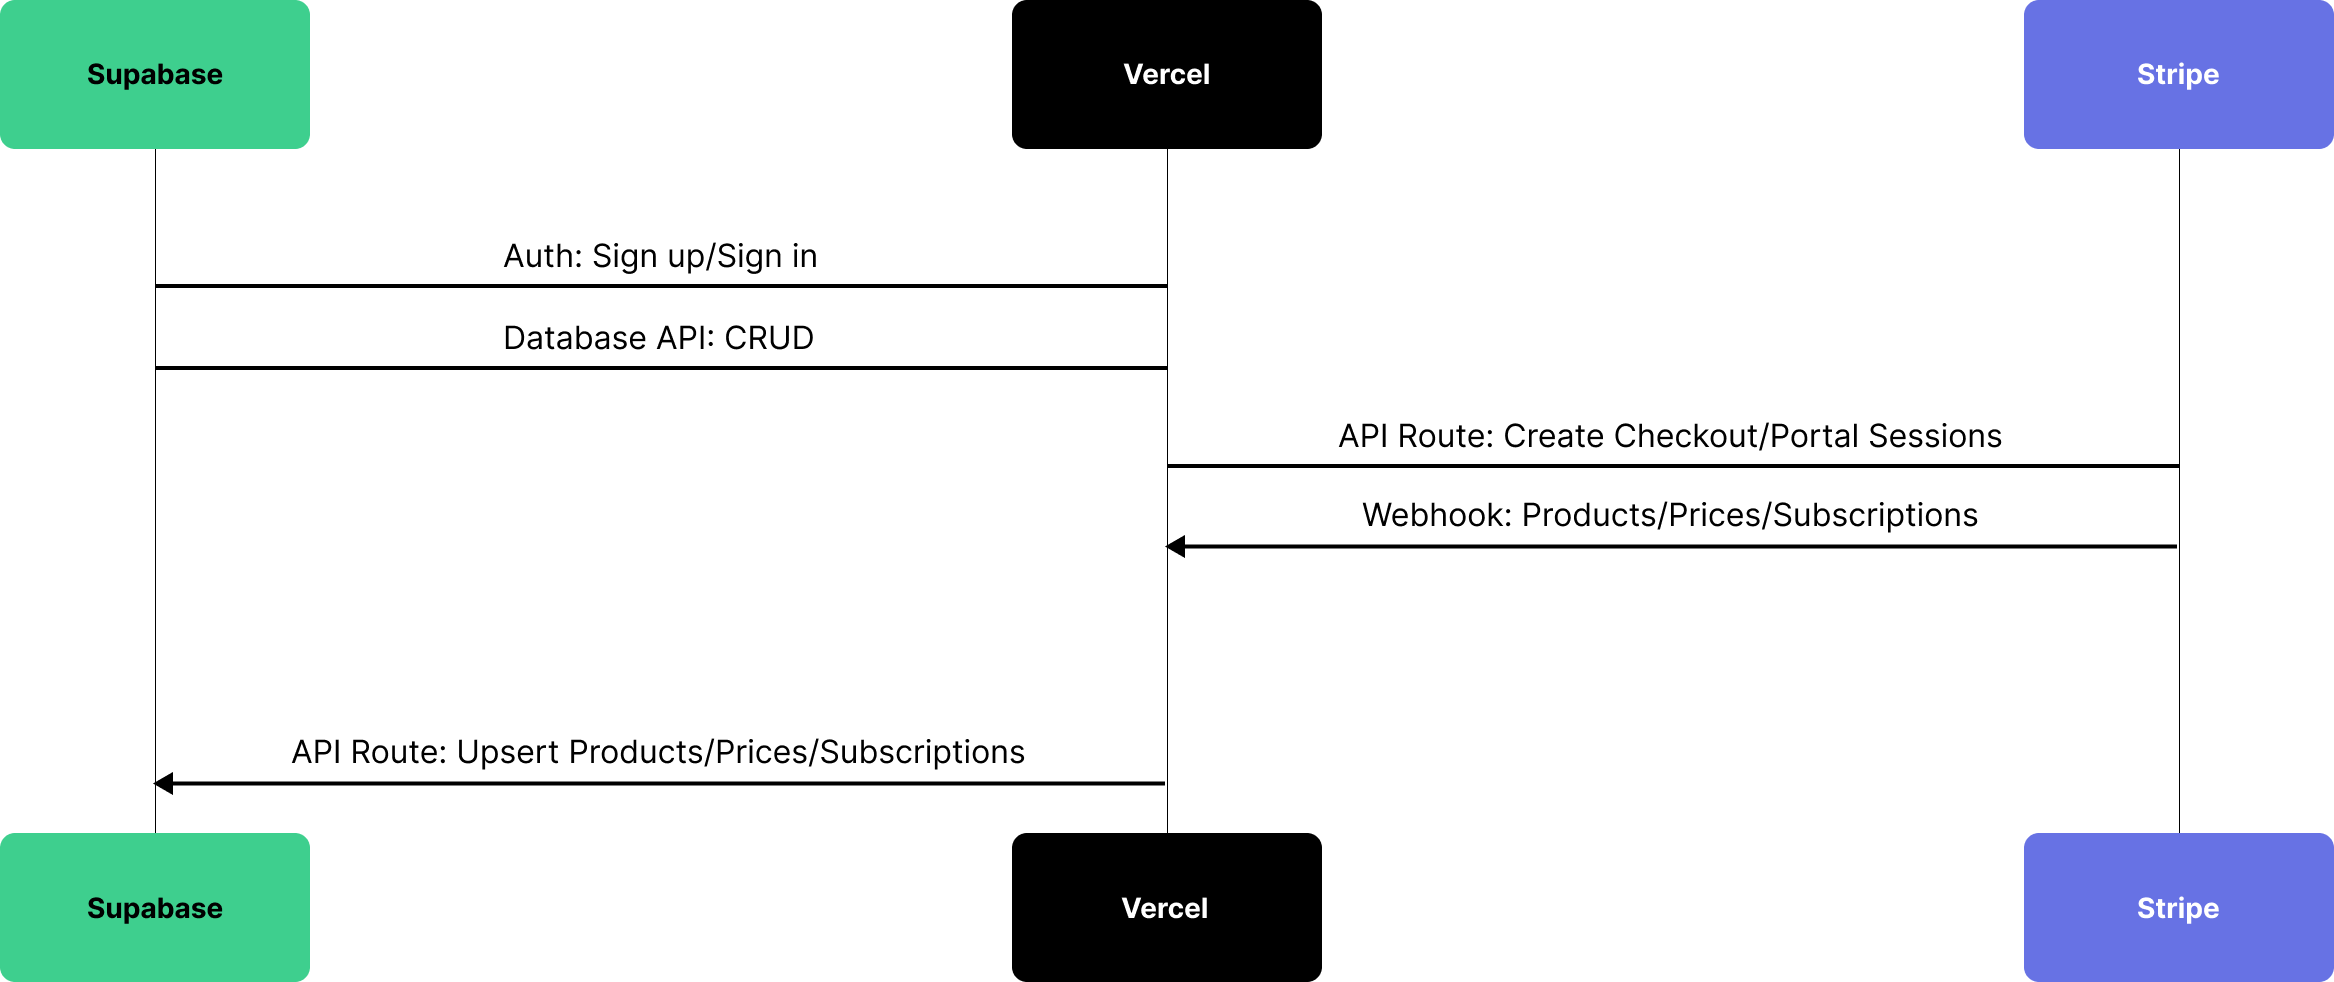 Supabase
Vercel
Stripe
Auth: Sign up/Sign in
Database API: CRUD
API Route: Create Checkout/Portal Sessions
Webhook: Products/Prices/Subscriptions
API Route: Upsert Products/Prices/Subscriptions
Supabase
Vercel
Stripe